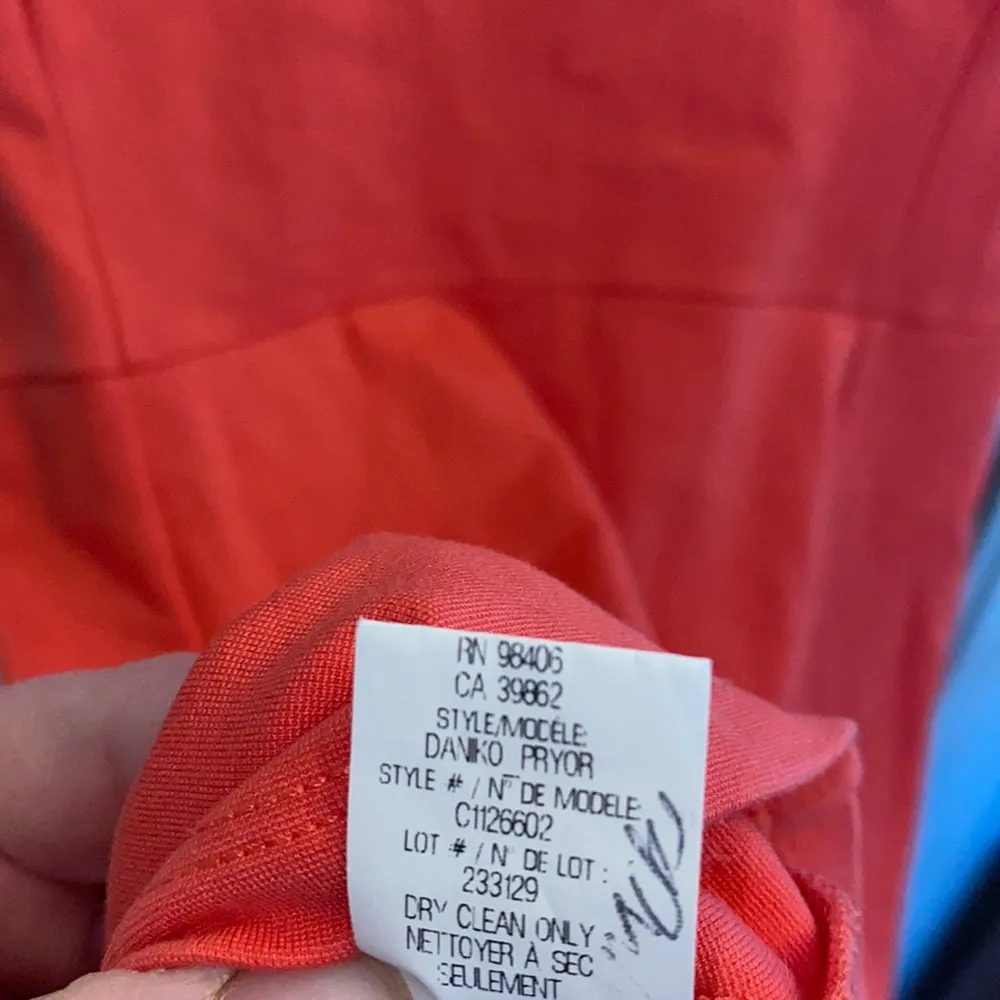 RN 98406
CA 39862
STYLE/MODÉLE:
DANIKO PRYOR
STYLE # / N° DE MODELE:
C1126602
LOT # / N° DE LOT :
233129
DRY CLEAN ONLY
NETTOYER À SEC
SEULEMENT